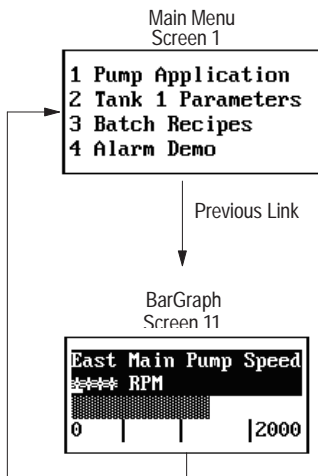 Main Menu
Screen 1
1 Pump Application
2 Tank 1 Parameters
3 Batch Recipes
4 Alarm Demo
Previous Link
BarGraph
Screen 11
East Main Pump Speed
**** RPM
0 | | |2000